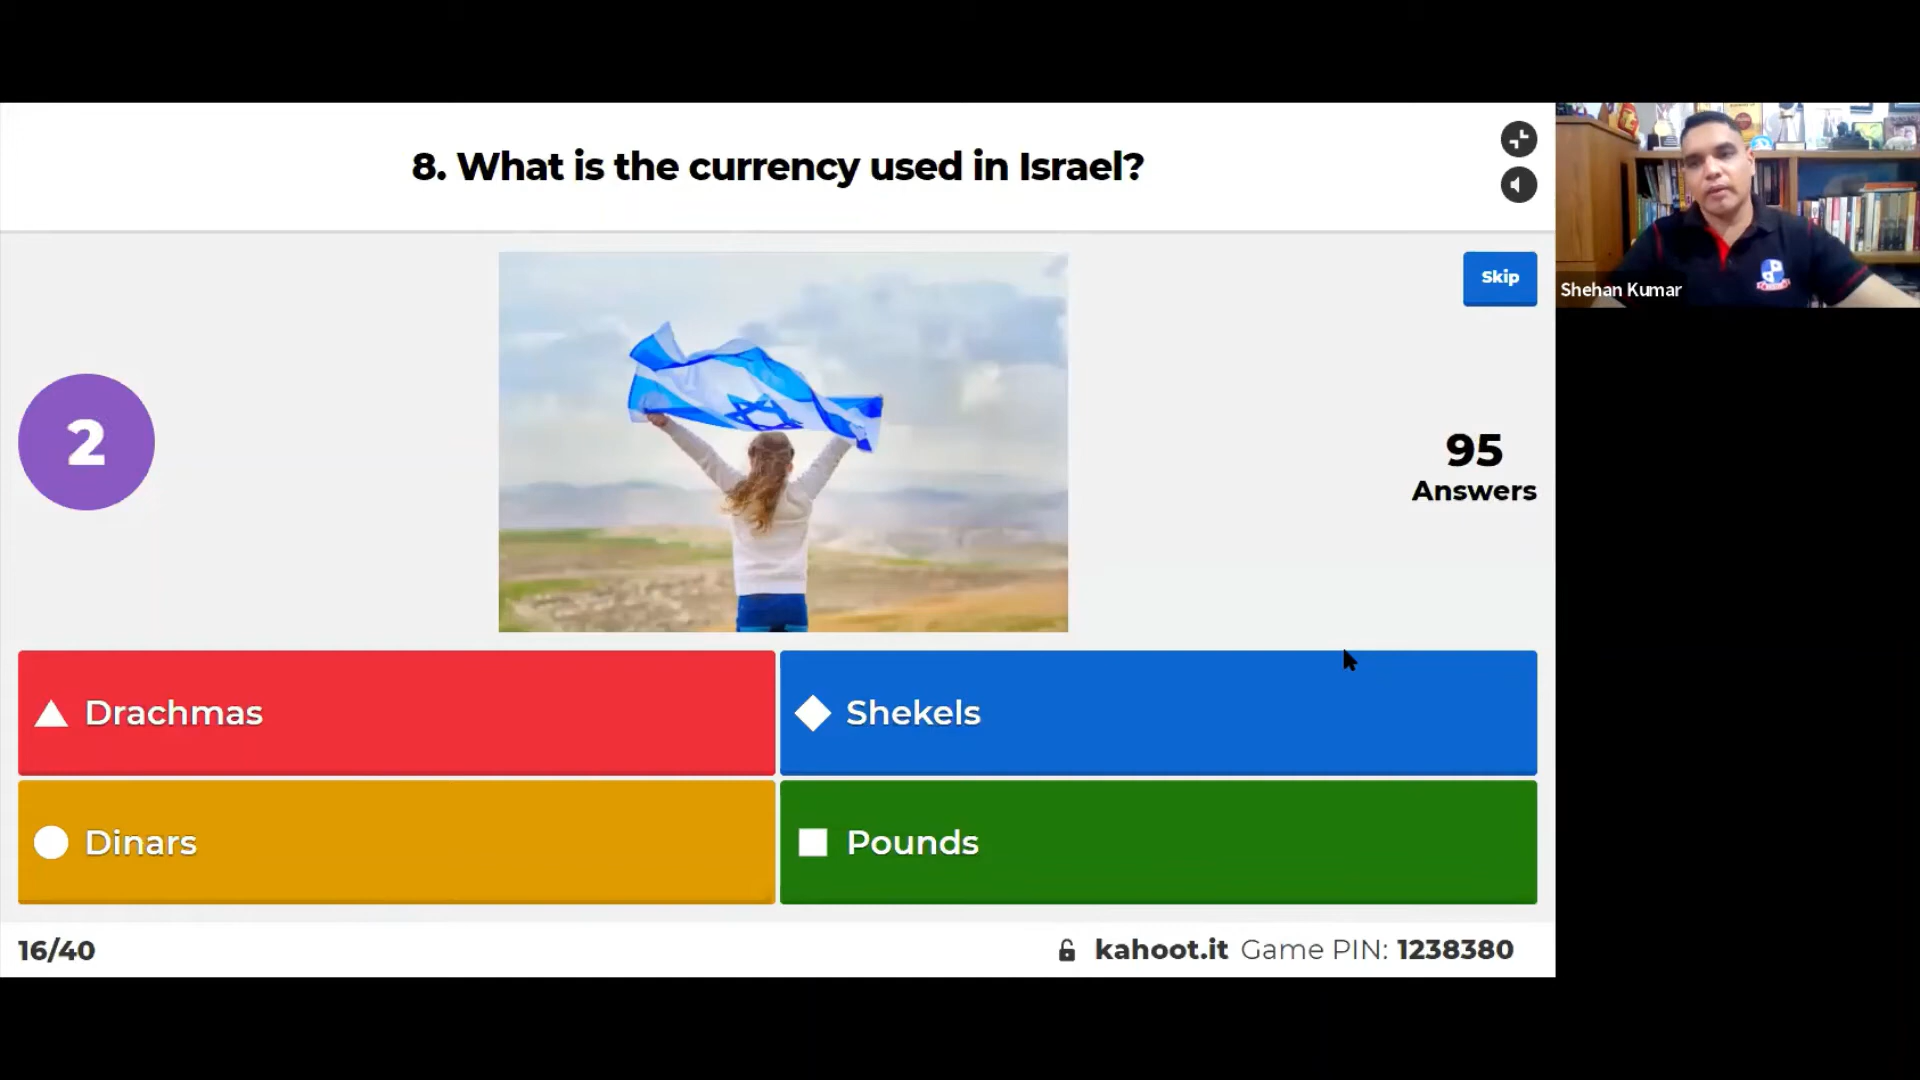 8. What is the currency used in Israel?
Skip
Shehan Kumar
2
95
Answers
Drachmas
Shekels
Dinars
Pounds
16/40
kahoot.it Game PIN: 1238380